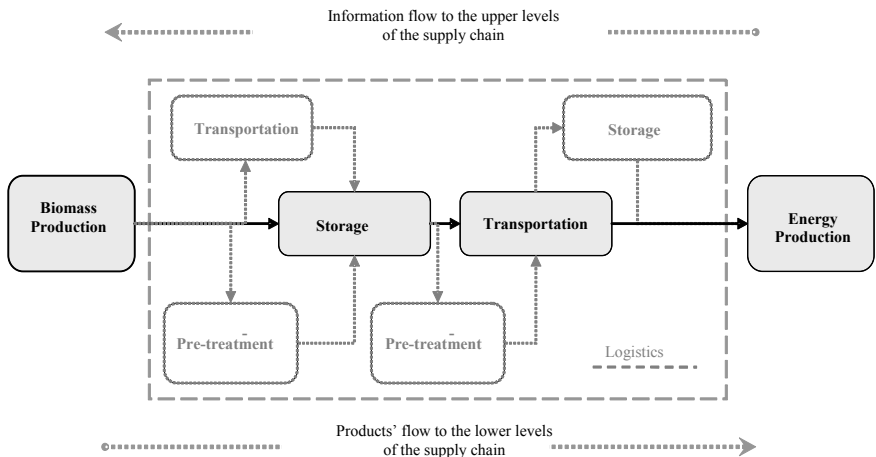 Information flow to the upper levels
of the supply chain
Transportation
Storage
Biomass
Production
Storage
Transportation
Energy
Production
Pre-treatment
Pre-treatment
Logistics
Products’ flow to the lower levels
of the supply chain